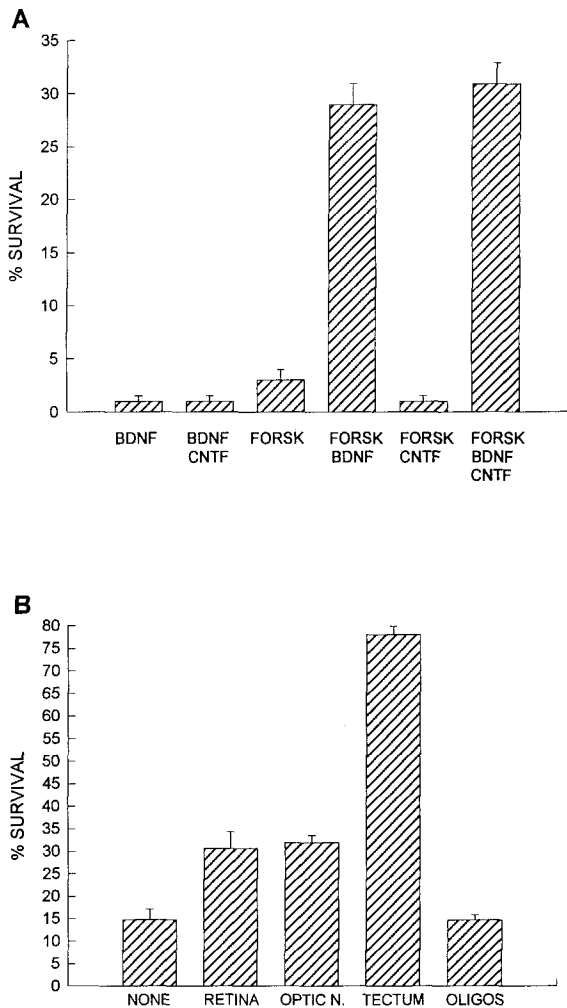 A
35
30
25
20
15
10
5
0
% SURVIVAL
BDNF
BDNF
CNTF
FORSK
FORSK
BDNF
FORSK
CNTF
FORSK
BDNF
CNTF
B
80
75
70
65
60
55
50
45
40
35
30
25
20
15
10
5
0
% SURVIVAL
NONE RETINA OPTIC N. TECTUM OLIGOS